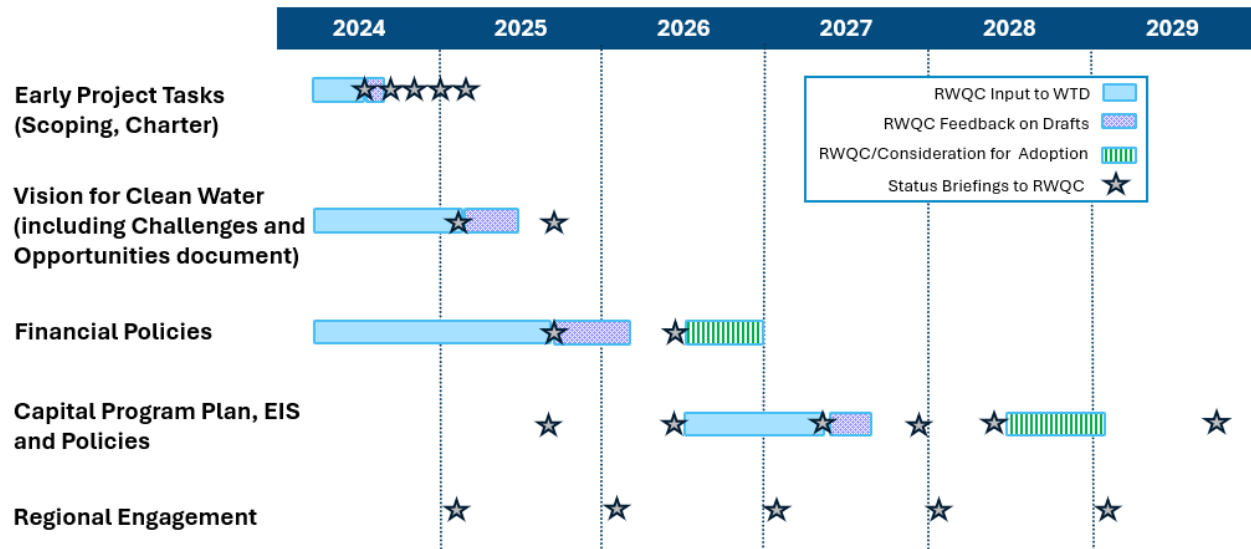 2024 2025 2026 2027 2028 2029
RWQC Input to WTD
RWQC Feedback on Drafts
RWQC/Consideration for Adoption
Status Briefings to RWQC
Early Project Tasks
(Scoping, Charter)
Vision for Clean Water
(including Challenges and
Opportunities document)
Financial Policies
Capital Program Plan, EIS
and Policies
Regional Engagement